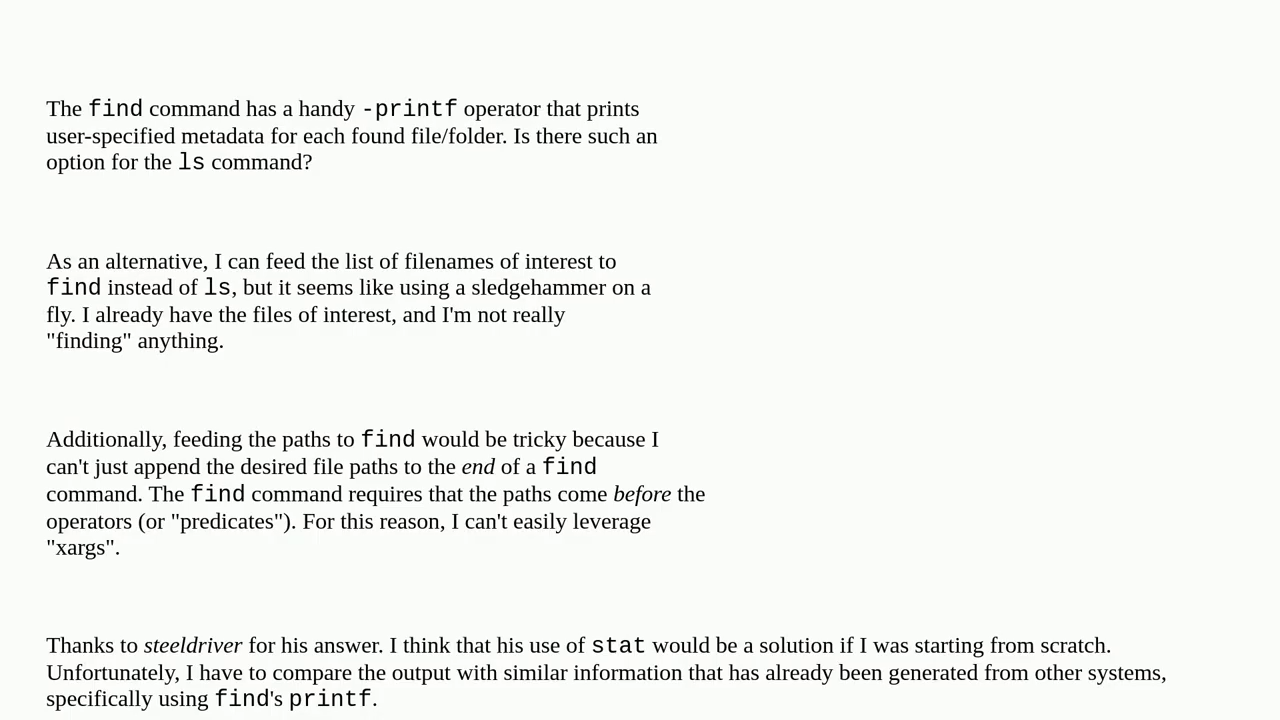 The find command has a handy -printf operator that prints
user-specified metadata for each found file/folder. Is there such an
option for the ls command?
As an alternative, I can feed the list of filenames of interest to
find instead of ls, but it seems like using a sledgehammer on a
fly. I already have the files of interest, and I'm not really
"finding" anything.
Additionally, feeding the paths to find would be tricky because I
can't just append the desired file paths to the end of a find
command. The find command requires that the paths come before the
operators (or "predicates"). For this reason, I can't easily leverage
"xargs".
Thanks to steeldriver for his answer. I think that his use of stat would be a solution if I was starting from scratch.
Unfortunately, I have to compare the output with similar information that has already been generated from other systems,
specifically using find's printf.